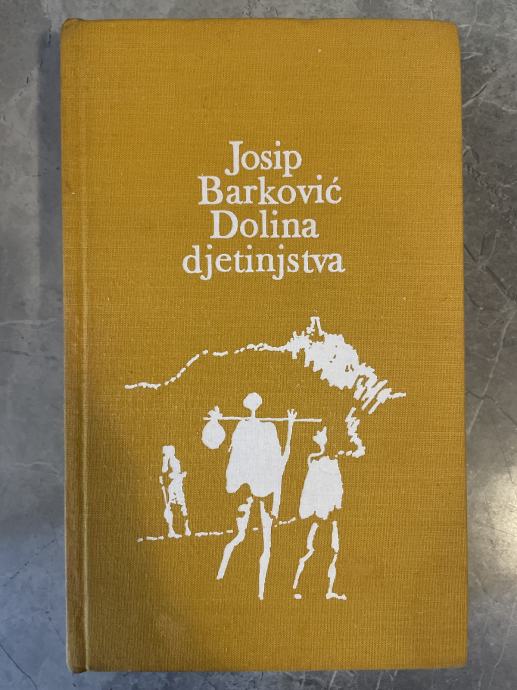 Josip
Barković
Dolina
djetinjstva